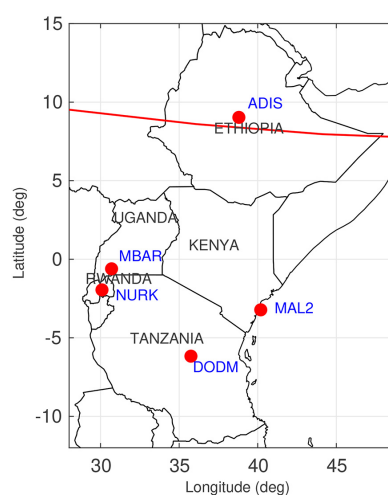 15
10
5
0
-5
-10
Latitude (deg)
ADIS
ETHIOPIA
UGANDA
KENYA
MBAR
RWANDA
NURK
MAL2
TANZANIA
DODM
30
35
40
45
Longitude (deg)